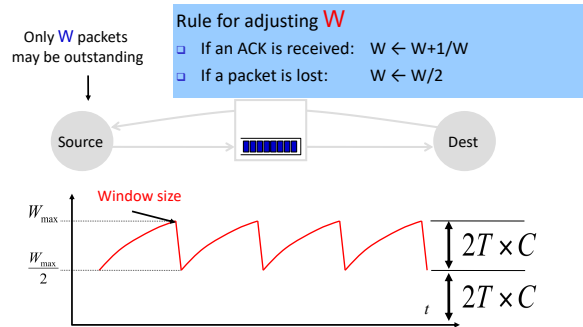 Rule for adjusting W
Only W packets
may be outstanding
❑ If an ACK is received: W ← W+1/W
❑ If a packet is lost: W ← W/2
Source
Dest
Window size
W_max
W_max/2
2T × C
2T × C
t